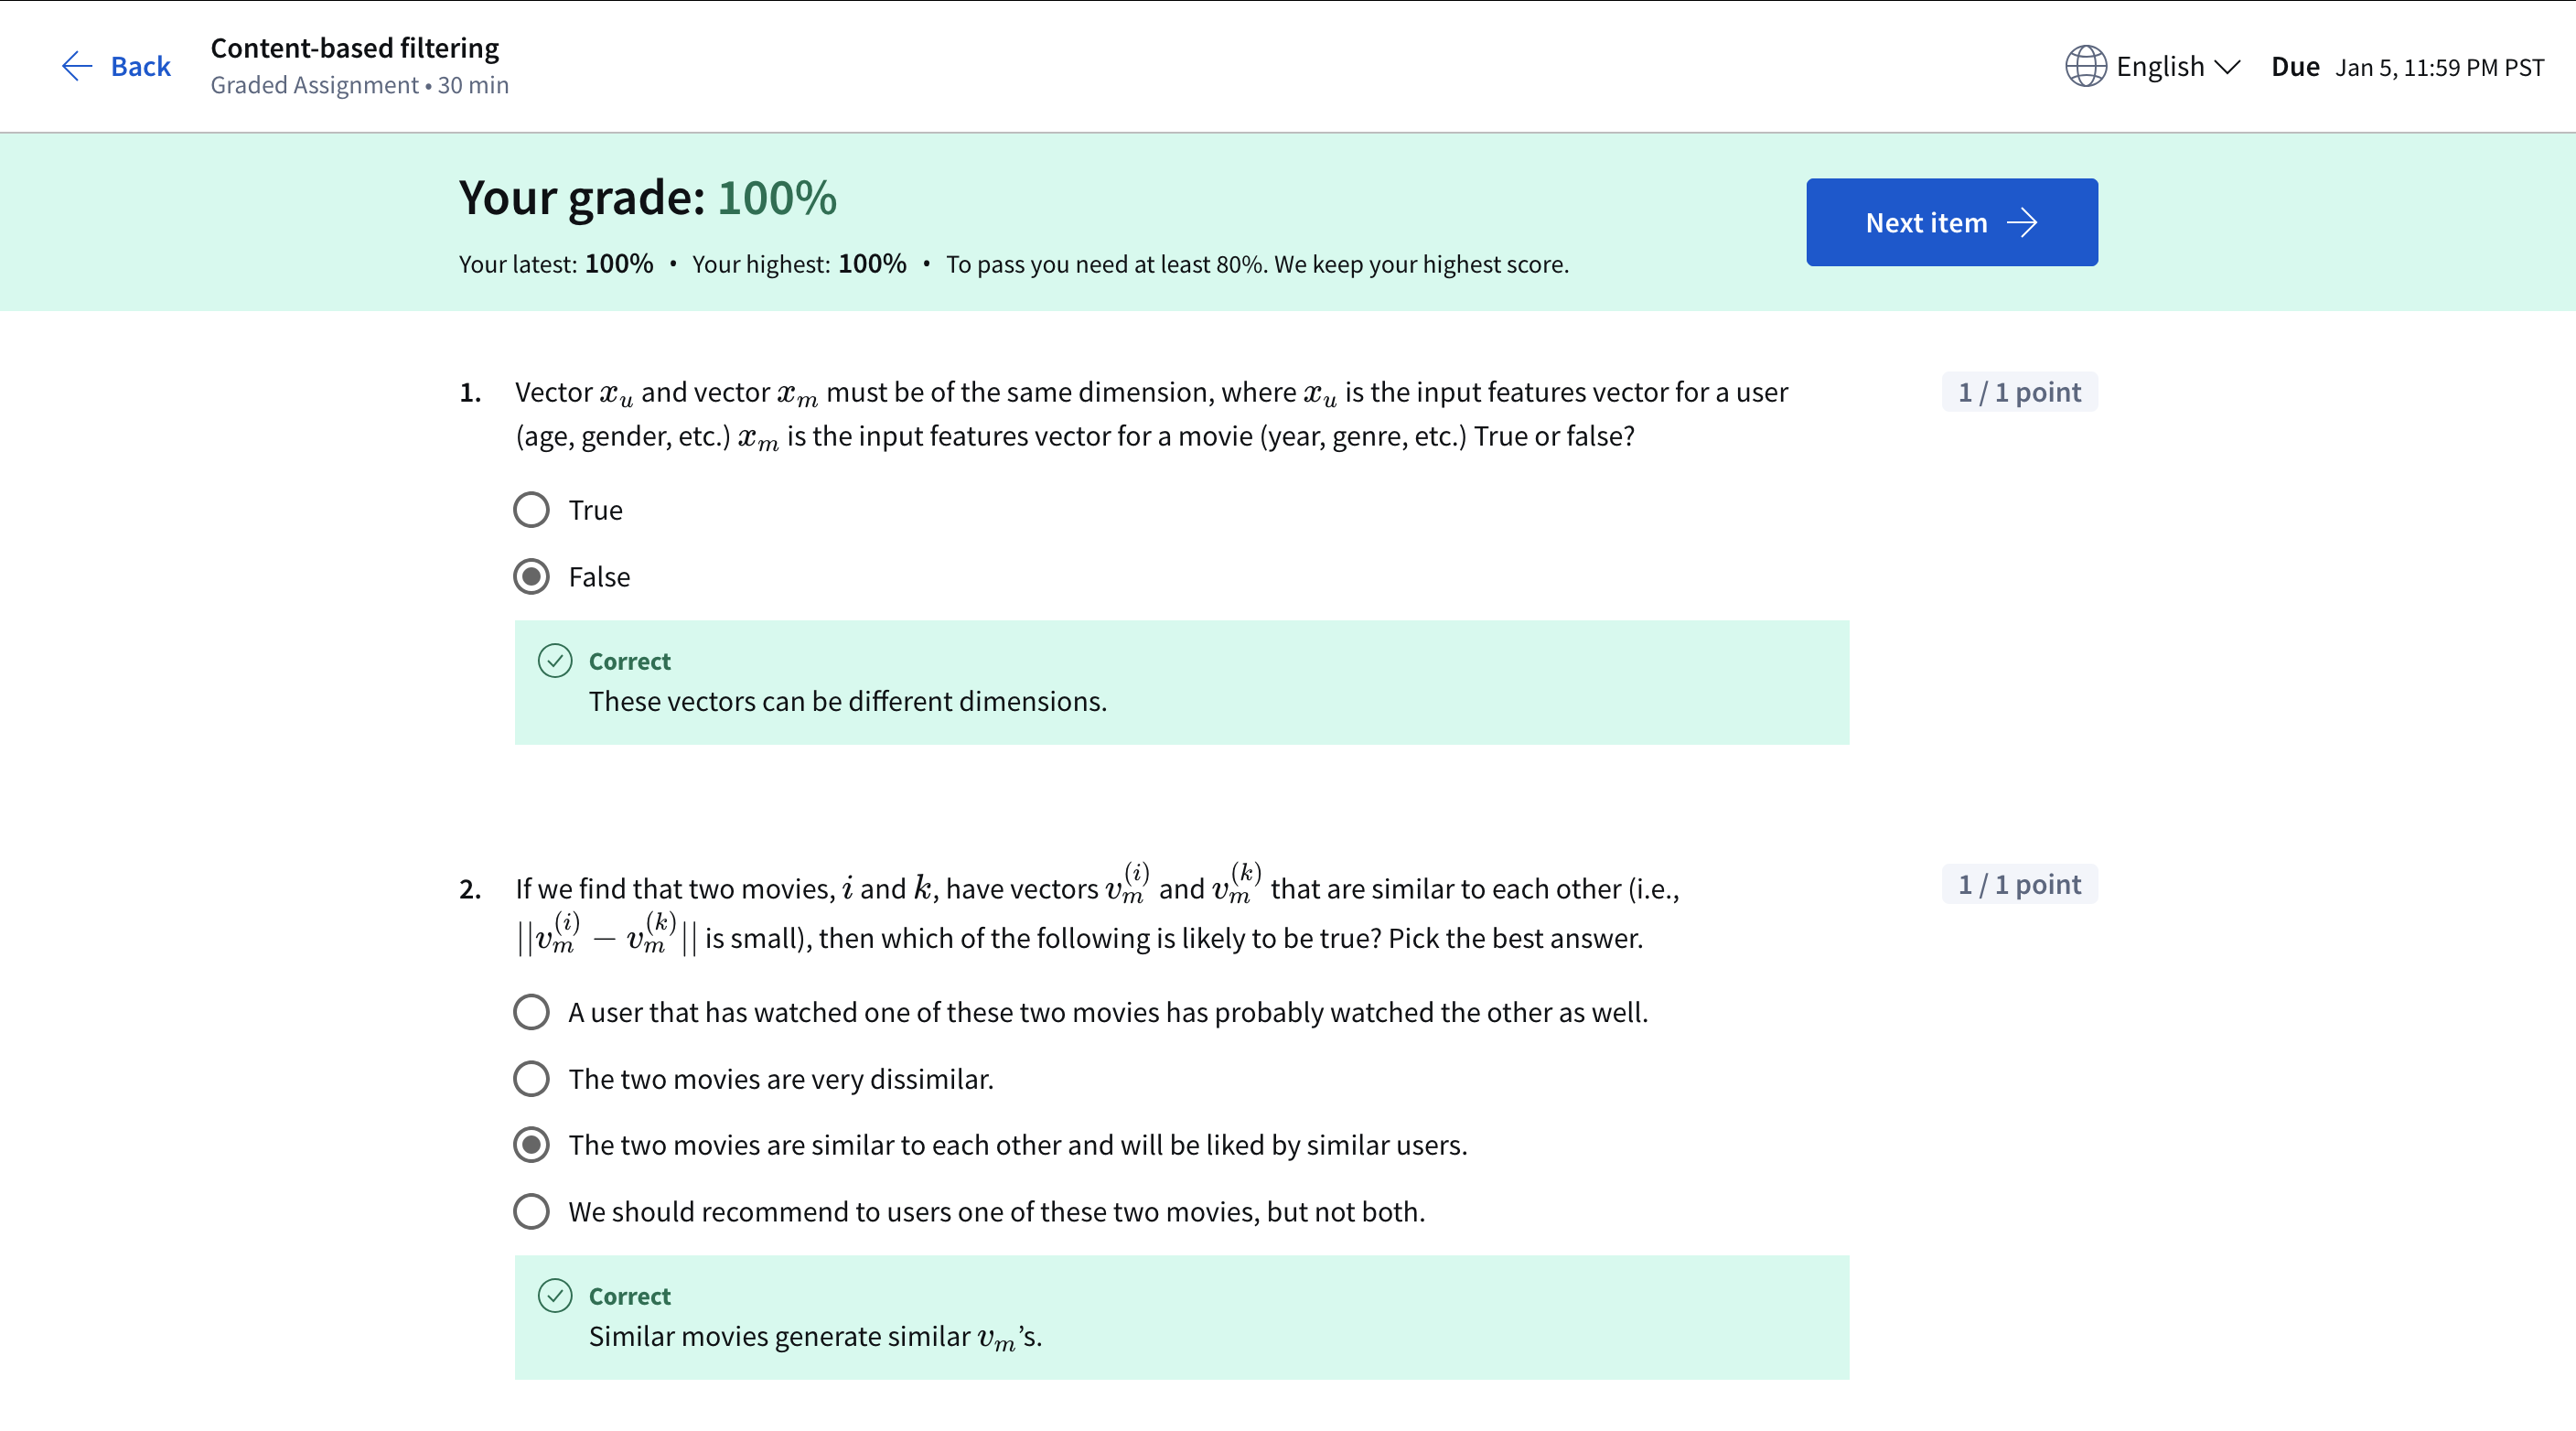 Back
Content-based filtering
Graded Assignment • 30 min
English
Due Jan 5, 11:59 PM PST
Your grade: 100%
Your latest: 100% • Your highest: 100% • To pass you need at least 80%. We keep your highest score.
Next item
1. Vector x_u and vector x_m must be of the same dimension, where x_u is the input features vector for a user
(age, gender, etc.) x_m is the input features vector for a movie (year, genre, etc.) True or false?
1 / 1 point
True
False
Correct
These vectors can be different dimensions.
2. If we find that two movies, i and k, have vectors v_m^(i) and v_m^(k) that are similar to each other (i.e.,
||v_m^(i) − v_m^(k)|| is small), then which of the following is likely to be true? Pick the best answer.
1 / 1 point
A user that has watched one of these two movies has probably watched the other as well.
The two movies are very dissimilar.
The two movies are similar to each other and will be liked by similar users.
We should recommend to users one of these two movies, but not both.
Correct
Similar movies generate similar v_m’s.